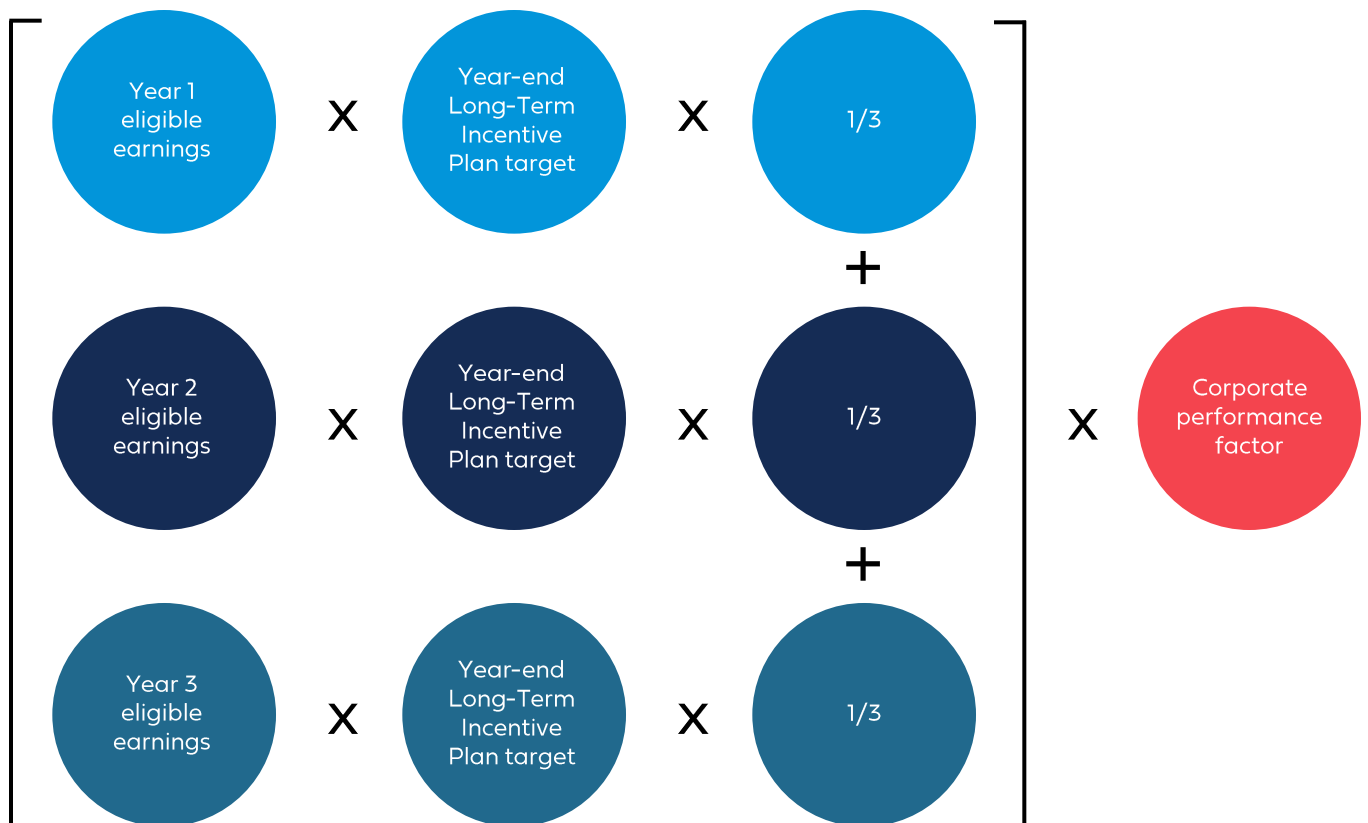 Year 1
eligible
earnings
x
Year-end
Long-Term
Incentive
Plan target
x
1/3
+
Year 2
eligible
earnings
x
Year-end
Long-Term
Incentive
Plan target
x
1/3
x
Corporate
performance
factor
+
Year 3
eligible
earnings
x
Year-end
Long-Term
Incentive
Plan target
x
1/3